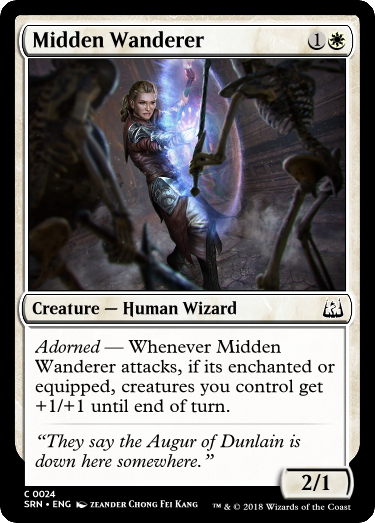 Midden Wanderer 1
Creature — Human Wizard
Adorned — Whenever Midden
Wanderer attacks, if its enchanted or
equipped, creatures you control get
+1/+1 until end of turn.
“They say the Augur of Dunlain is
down here somewhere.”
2/1
C 0024
SRN • ENG ZEANDER CHONG FEI KANG
™ & © 2018 Wizards of the Coast